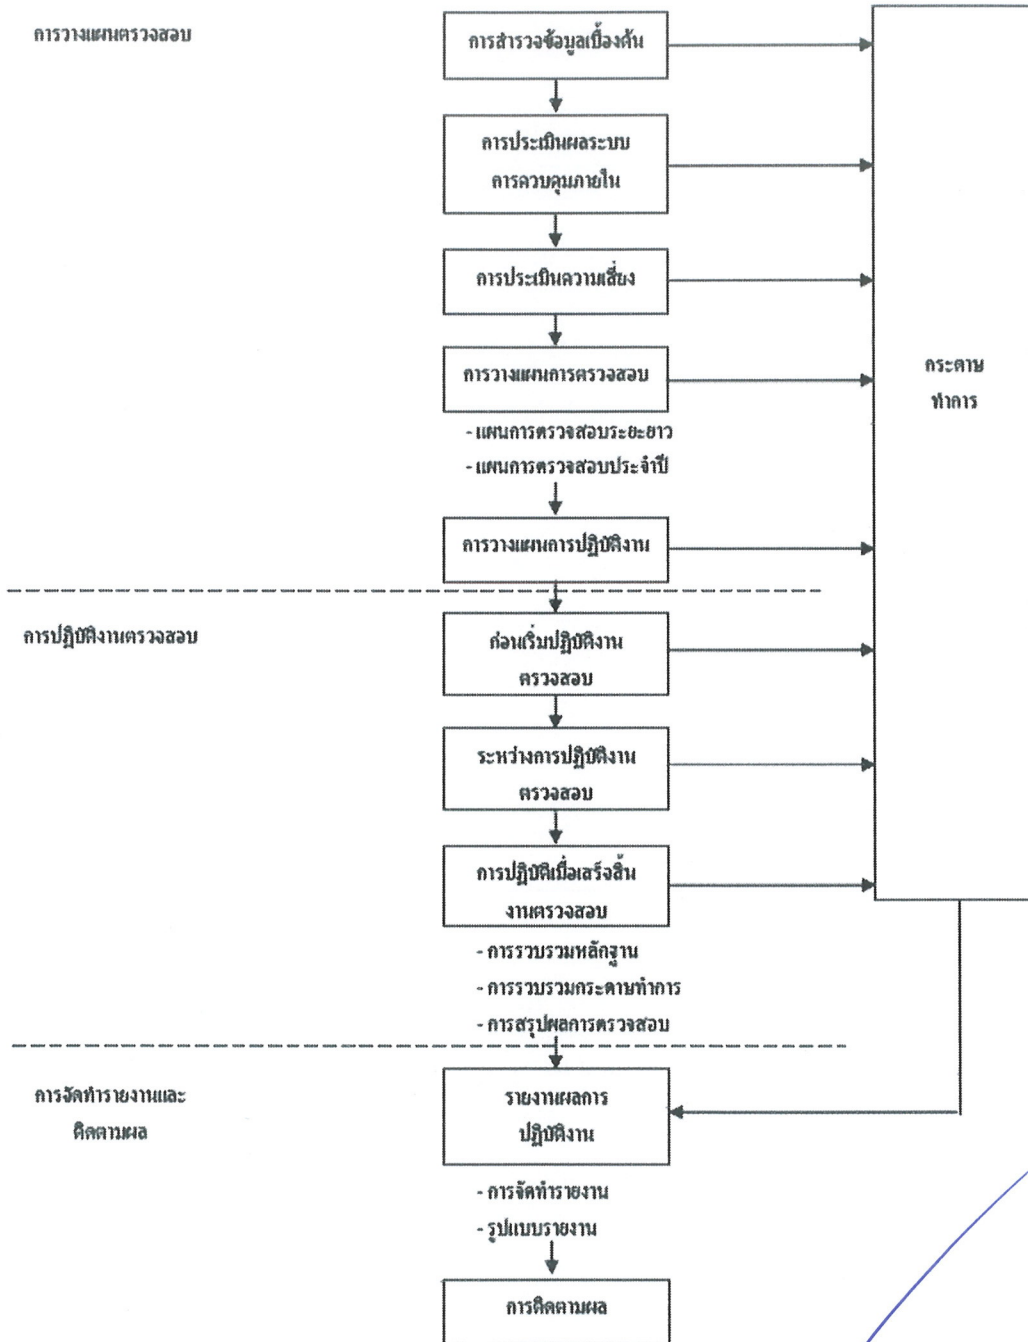 การวางแผนตรวจสอบ
การสำรวจข้อมูลเบื้องต้น
การประเมินผลระบบ
การควบคุมภายใน
การประเมินความเสี่ยง
การวางแผนการตรวจสอบ
- แผนการตรวจสอบระยะยาว
- แผนการตรวจสอบประจำปี
การวางแผนการปฏิบัติงาน
กระดาษ
ทำการ
การปฏิบัติงานตรวจสอบ
ก่อนเริ่มปฏิบัติงาน
ตรวจสอบ
ระหว่างการปฏิบัติงาน
ตรวจสอบ
การปฏิบัติเมื่อเสร็จสิ้น
งานตรวจสอบ
- การรวบรวมหลักฐาน
- การรวบรวมกระดาษทำการ
- การสรุปผลการตรวจสอบ
การจัดทำรายงานและ
ติดตามผล
รายงานผลการ
ปฏิบัติงาน
- การจัดทำรายงาน
- รูปแบบรายงาน
การติดตามผล